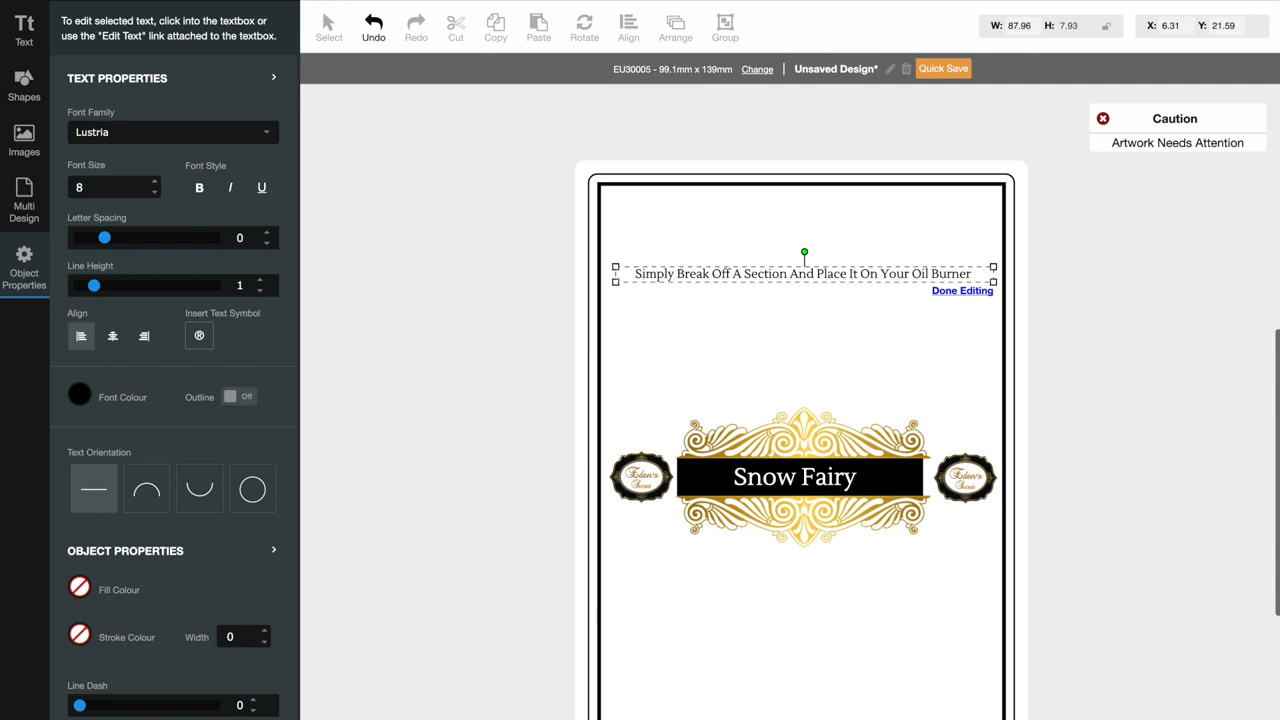 To edit selected text, click into the textbox or
use the "Edit Text" link attached to the textbox.
Tt
Text
Shapes
Images
Multi
Design
Object
Properties
TEXT PROPERTIES
Font Family
Lustria
Font Size
Font Style
8
B I U
Letter Spacing
0
Line Height
1
Align
Insert Text Symbol
®
Font Colour
Outline
Off
Text Orientation
OBJECT PROPERTIES
Fill Colour
Stroke Colour
Width
0
Line Dash
0
Select
Undo
Redo
Cut
Copy
Paste
Rotate
Align
Arrange
Group
W: 87.96 H: 7.93
X: 6.31 Y: 21.59
EU30005 - 99.1mm x 139mm Change | Unsaved Design* Quick Save
Caution
Artwork Needs Attention
Simply Break Off A Section And Place It On Your Oil Burner
Done Editing
Eden's
Secret
Snow Fairy
Eden's
Secret